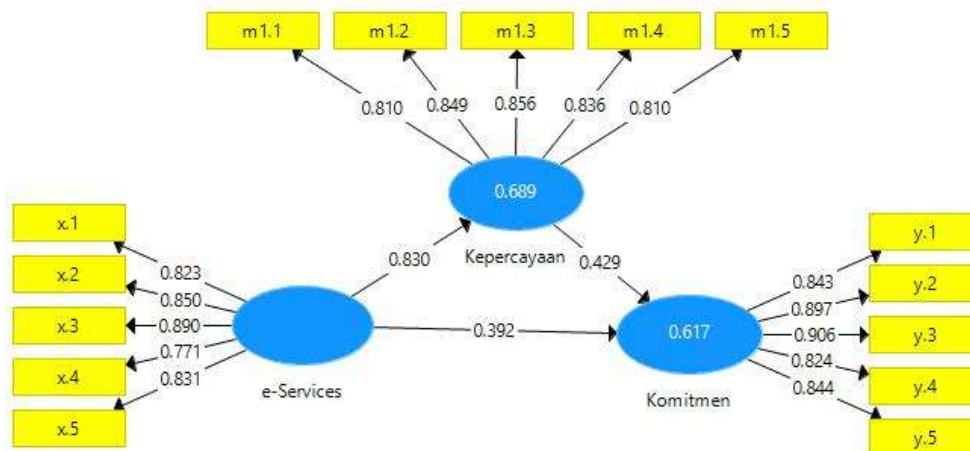 m1.1 m1.2 m1.3 m1.4 m1.5
0.810 0.849 0.856 0.836 0.810
0.689
Kepercayaan
x.1
x.2
x.3
x.4
x.5
0.823
0.850
0.890
0.771
0.831
e-Services
0.830
0.429
0.392
0.617
Komitmen
0.843
0.897
0.906
0.824
0.844
y.1
y.2
y.3
y.4
y.5